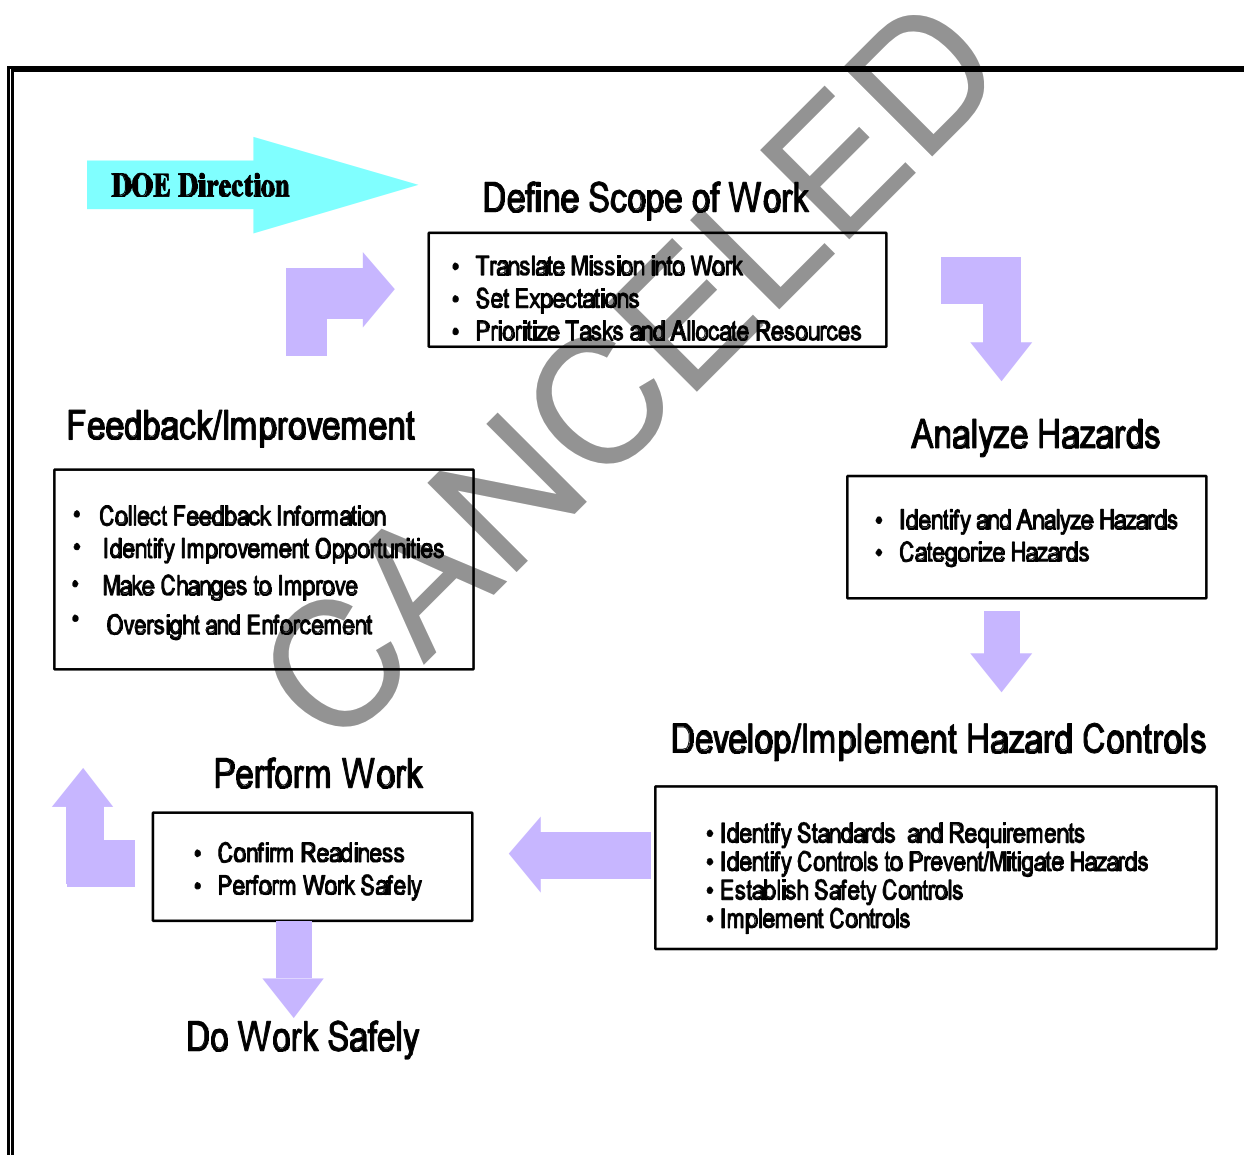 DOE Direction
Define Scope of Work
• Translate Mission into Work
• Set Expectations
• Prioritize Tasks and Allocate Resources
Analyze Hazards
• Identify and Analyze Hazards
• Categorize Hazards
Develop/Implement Hazard Controls
• Identify Standards and Requirements
• Identify Controls to Prevent/Mitigate Hazards
• Establish Safety Controls
• Implement Controls
Perform Work
• Confirm Readiness
• Perform Work Safely
Do Work Safely
Feedback/Improvement
• Collect Feedback Information
• Identify Improvement Opportunities
• Make Changes to Improve
• Oversight and Enforcement
CANCELED